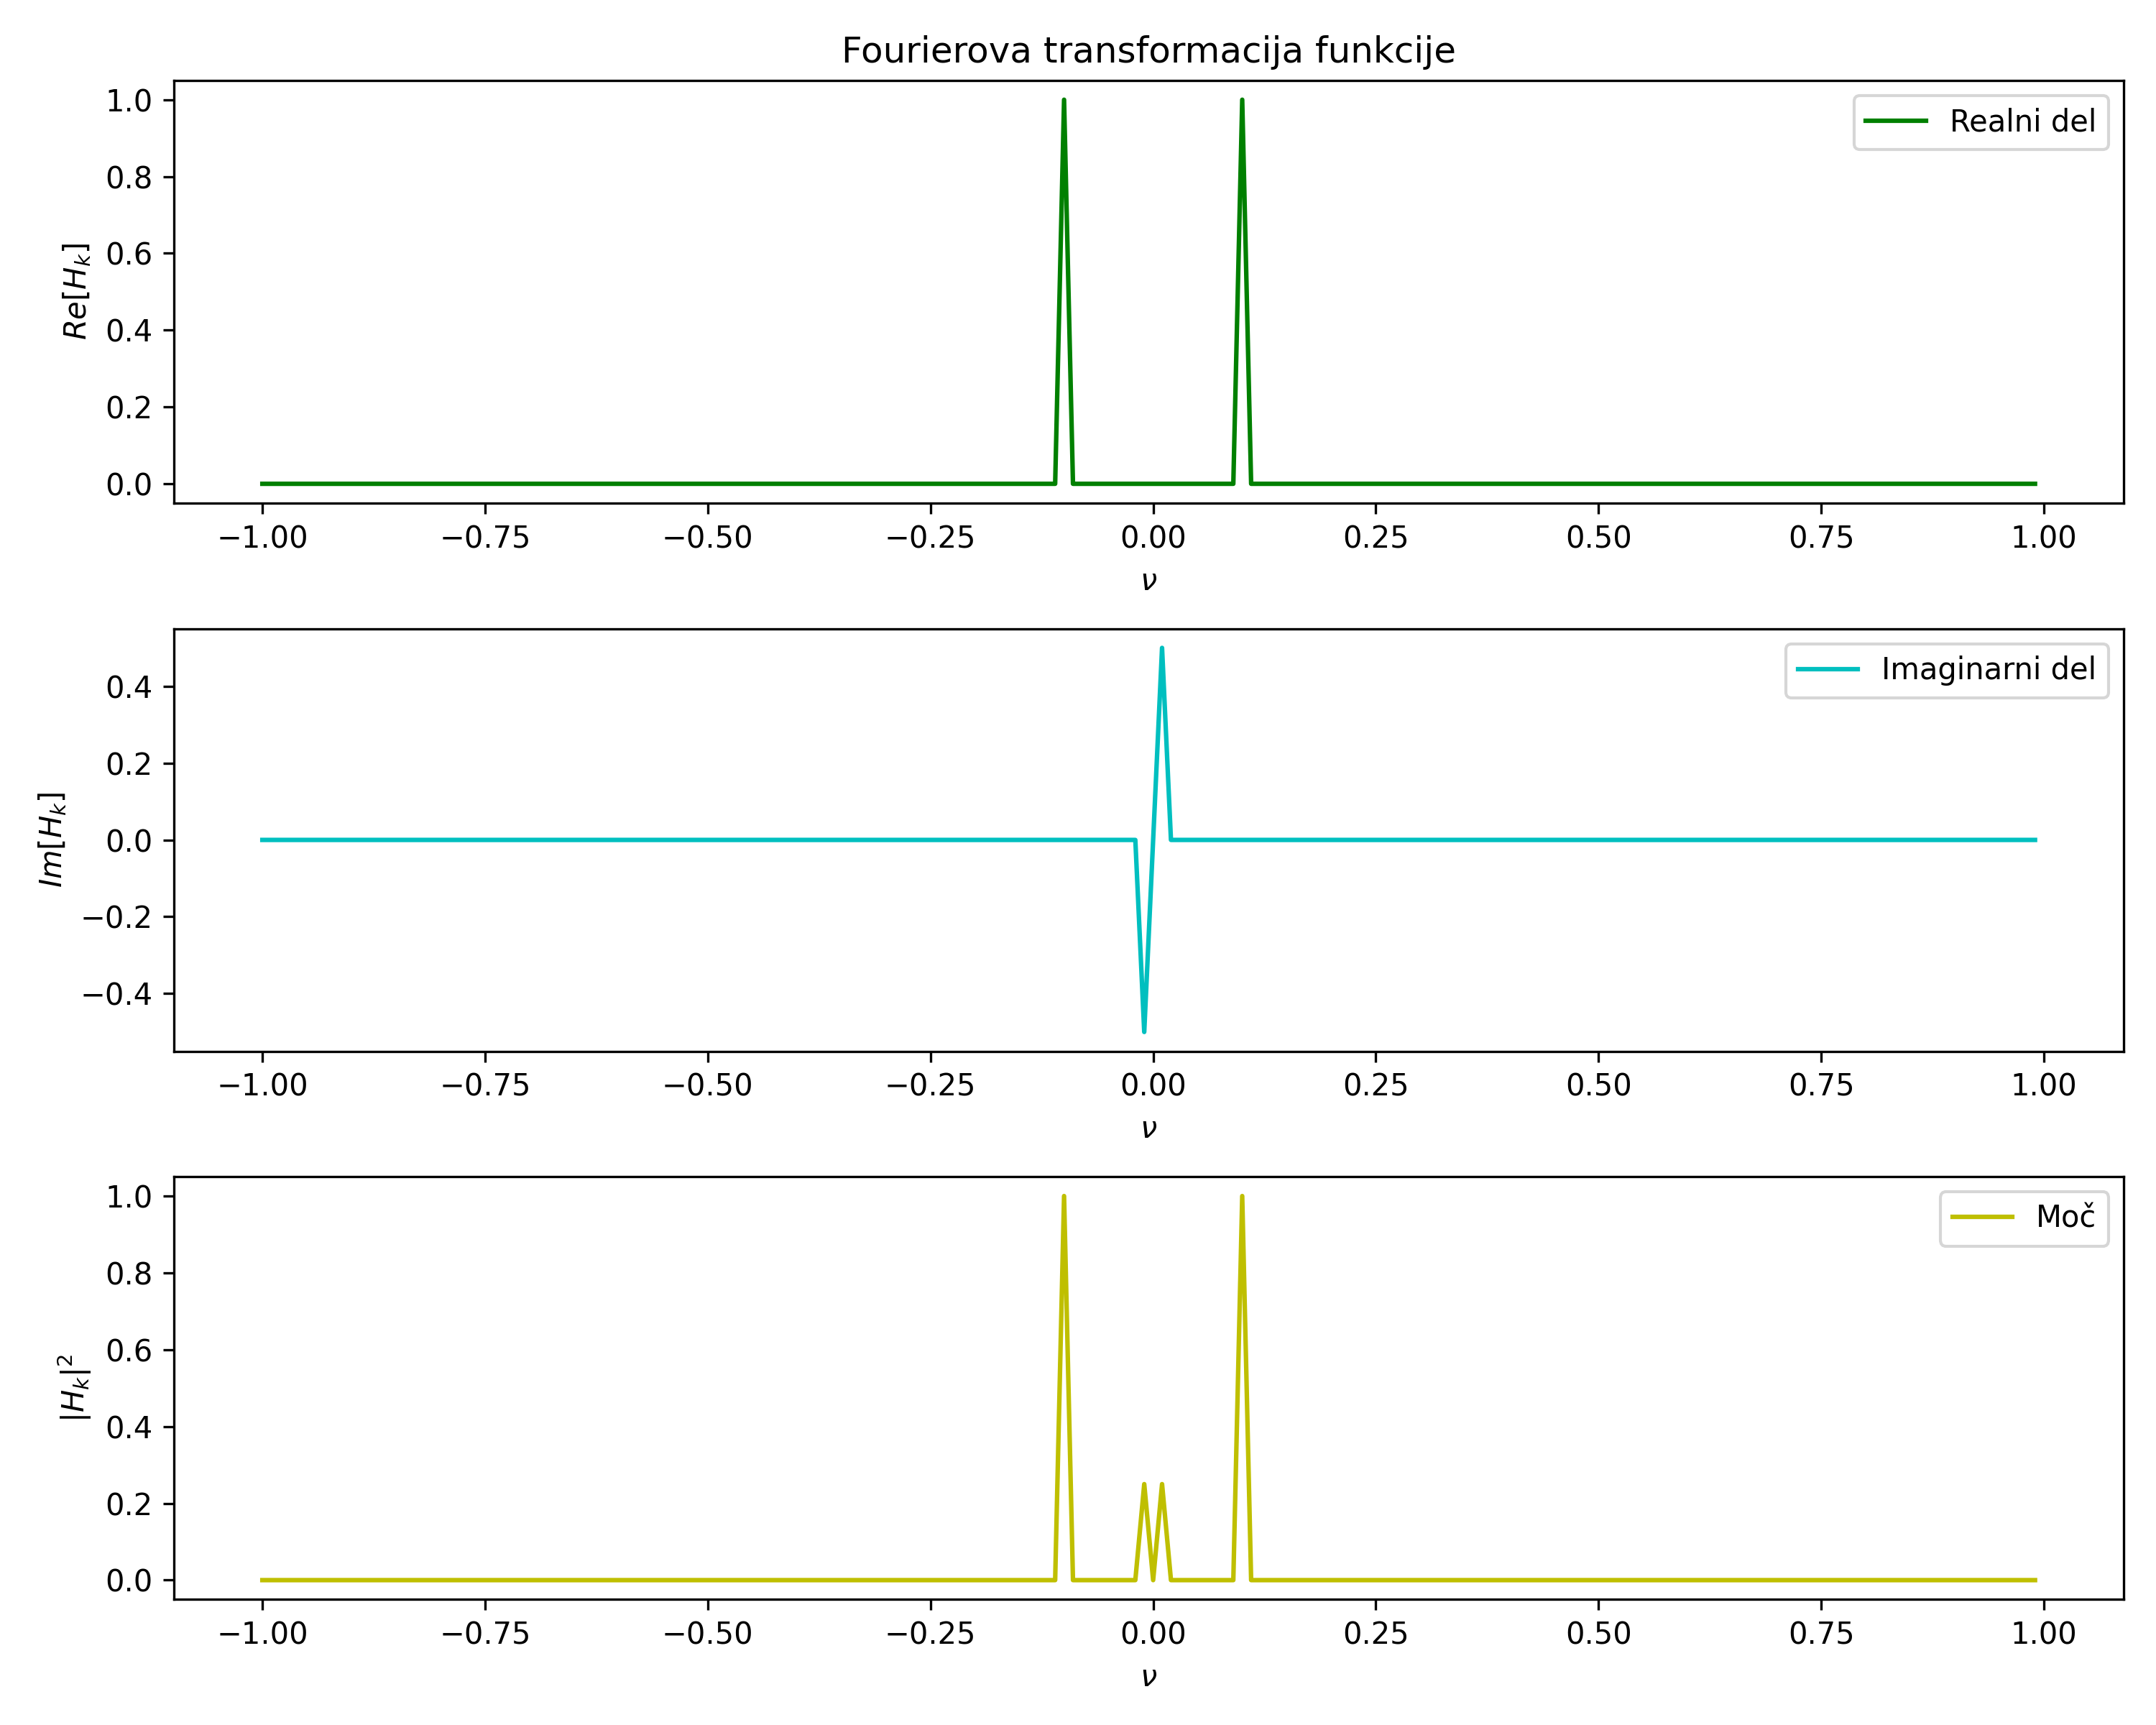 Fourierova transformacija funkcije
Re[H_k]
1.0
0.8
0.6
0.4
0.2
0.0
Realni del
−1.00 −0.75 −0.50 −0.25 0.00 0.25 0.50 0.75 1.00
ν
Im[H_k]
0.4
0.2
0.0
−0.2
−0.4
Imaginarni del
−1.00 −0.75 −0.50 −0.25 0.00 0.25 0.50 0.75 1.00
ν
|H_k|²
1.0
0.8
0.6
0.4
0.2
0.0
Moč
−1.00 −0.75 −0.50 −0.25 0.00 0.25 0.50 0.75 1.00
ν